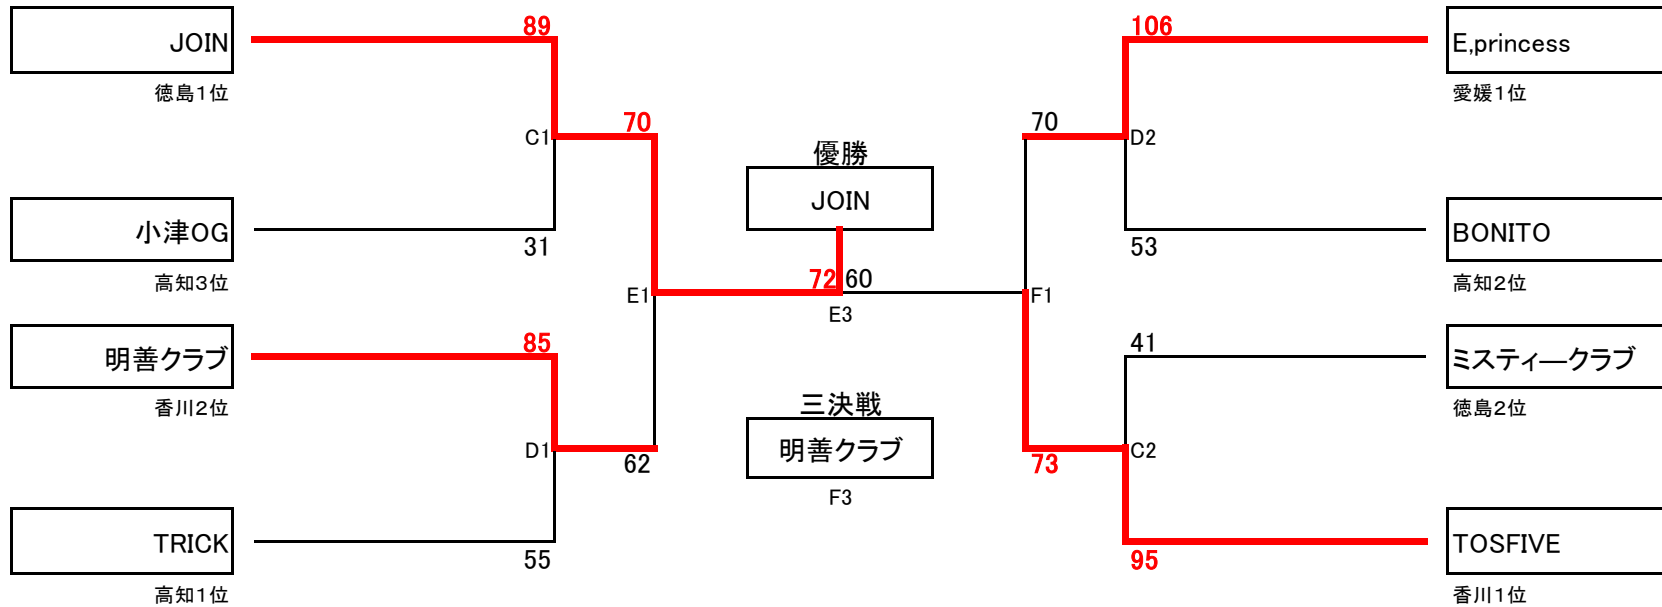 89
106
JOIN
E,princess
徳島1位
愛媛1位
70
70
C1
D2
優勝
JOIN
小津OG
31
53
BONITO
高知3位
高知2位
72 60
E1
F1
E3
明善クラブ
85
41
ミスティ―クラブ
香川2位
徳島2位
三決戦
明善クラブ
D1
62
73
C2
F3
TRICK
55
95
TOSFIVE
高知1位
香川1位